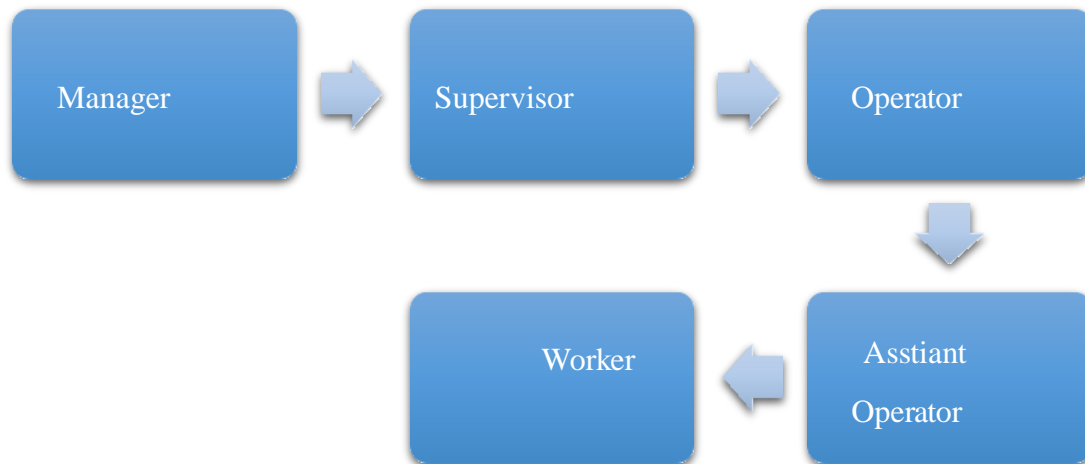 Manager
Supervisor
Operator
Asstiant
Operator
Worker